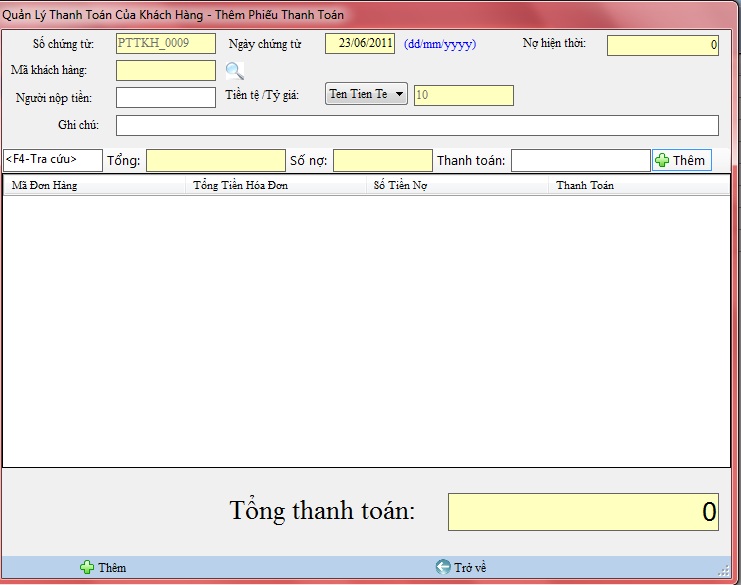 Quản Lý Thanh Toán Của Khách Hàng - Thêm Phiếu Thanh Toán
Số chứng từ: PTTKH_0009 Ngày chứng từ 23/06/2011 (dd/mm/yyyy) Nợ hiện thời: 0
Mã khách hàng:
Người nộp tiền: Tiền tệ /Tỷ giá: Ten Tien Te 10
Ghi chú:
<F4-Tra cứu> Tổng: Số nợ: Thanh toán: Thêm
Mã Đơn Hàng Tổng Tiền Hóa Đơn Số Tiền Nợ Thanh Toán
Tổng thanh toán: 0
Thêm Trở về